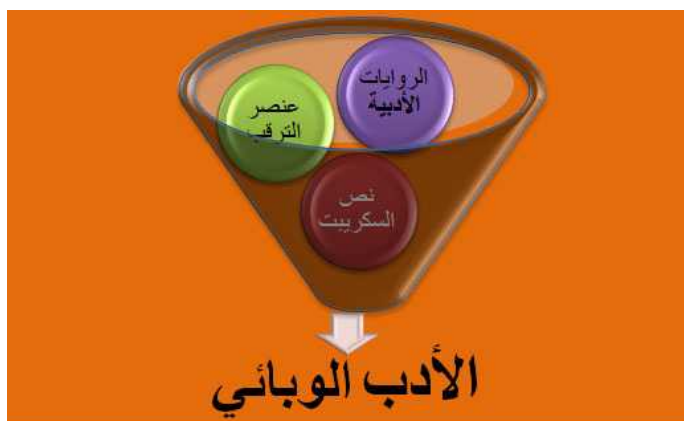 الروايات
الأدبية
عنصر
الترقب
نص
السكريبت
الأدب الوبائي